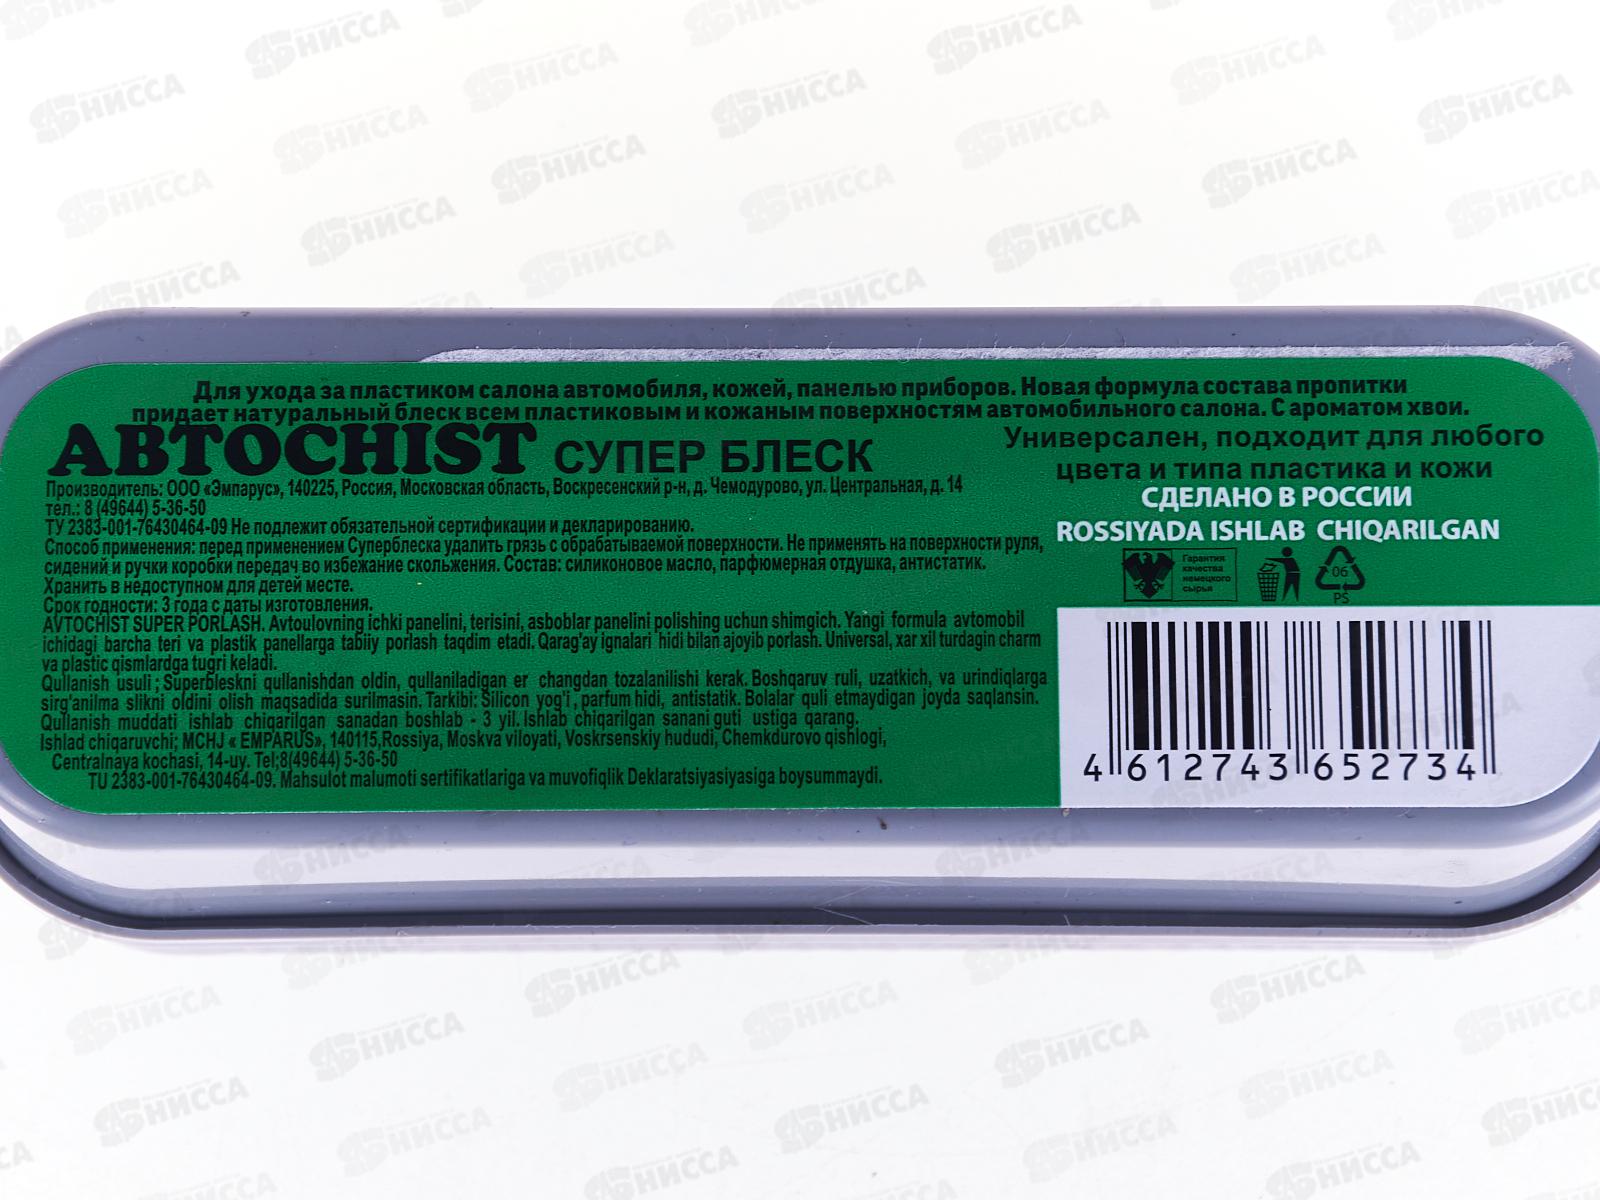 Для ухода за пластиком салона автомобиля, кожей, панелью приборов. Новая формула состава пропитки
придает натуральный блеск всем пластиковым и кожаным поверхностям автомобильного салона. С ароматом хвои.
АВТОCHIST СУПЕР БЛЕСК
Универсален, подходит для любого
цвета и типа пластика и кожи
СДЕЛАНО В РОССИИ
ROSSIYADA ISHLAB CHIQARILGAN
Гарантия
качества
немецкого
сырья
06
PS
Производитель: ООО «Эмпарус», 140225, Россия, Московская область, Воскресенский р-н, д. Чемодурово, ул. Центральная, д. 14
тел.: 8 (49644) 5-36-50
ТУ 2383-001-76430464-09 Не подлежит обязательной сертификации и декларированию.
Способ применения: перед применением Суперблеска удалить грязь с обрабатываемой поверхности. Не применять на поверхности руля,
сидений и ручки коробки передач во избежание скольжения. Состав: силиконовое масло, парфюмерная отдушка, антистатик.
Хранить в недоступном для детей месте.
Срок годности: 3 года с даты изготовления.
AVTOCHIST SUPER PORLASH. Avtoulovning ichki panelini, terisini, asboblar panelini polishing uchun shimgich. Yangi formula avtomobil
ichidagi barcha teri va plastik panellarga tabiiy porlash taqdim etadi. Qarag'ay ignalari hidi bilan ajoyib porlash. Universal, xar xil turdagin charm
va plastic qismlardga tugri keladi.
Qullanish usuli ; Superbleskni qullanishdan oldin, qullaniladigan er changdan tozalanilishi kerak. Boshqaruv ruli, uzatkich, va urindiqlarga
sirg'anilma slikni oldini olish maqsadida surilmasin. Tarkibi: Silicon yog'i , parfum hidi, antistatik. Bolalar quli etmaydigan joyda saqlansin.
Qullanish muddati ishlab chiqarilgan sanadan boshlab - 3 yil. Ishlab chiqarilgan sanani guti ustiga qarang.
Ishlad chiqaruvchi; MCHJ « EMPARUS», 140115,Rossiya, Moskva viloyati, Voskrsenskiy hududi, Chemkdurovo qishlogi,
Centralnaya kochasi, 14-uy. Tel;8(49644) 5-36-50
TU 2383-001-76430464-09. Mahsulot malumoti sertifikatlariga va muvofiqlik Deklaratsiyasiyasiga boysummaydi.
4 612743 652734
НИССА